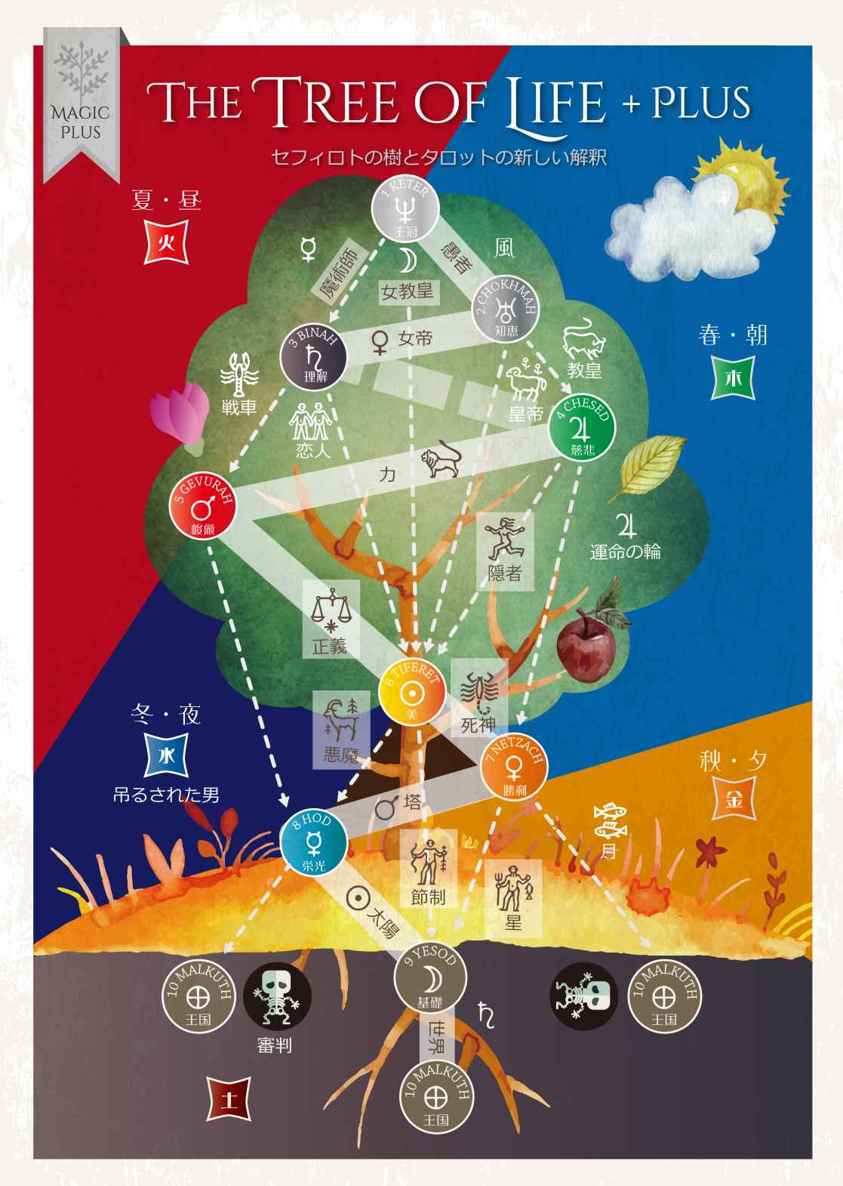 MAGIC
PLUS
THE TREE OF LIFE + PLUS
セフィロトの樹とタロットの新しい解釈
夏・昼
火
1 KETER
王冠
魔術師
愚者
風
女教皇
2 CHOKHMAH
知恵
女帝
3 BINAH
理解
教皇
春・朝
木
皇帝
戦車
恋人
4 CHESED
慈悲
力
5 GEVURAH
隠者
運命の輪
正義
6 TIFERET
美
死神
悪魔
冬・夜
水
吊るされた男
7 NETZACH
勝利
秋・夕
金
塔
8 HOD
栄光
月
節制
星
太陽
9 YESOD
基礎
10 MALKUTH
王国
審判
10 MALKUTH
王国
世界
10 MALKUTH
王国
土